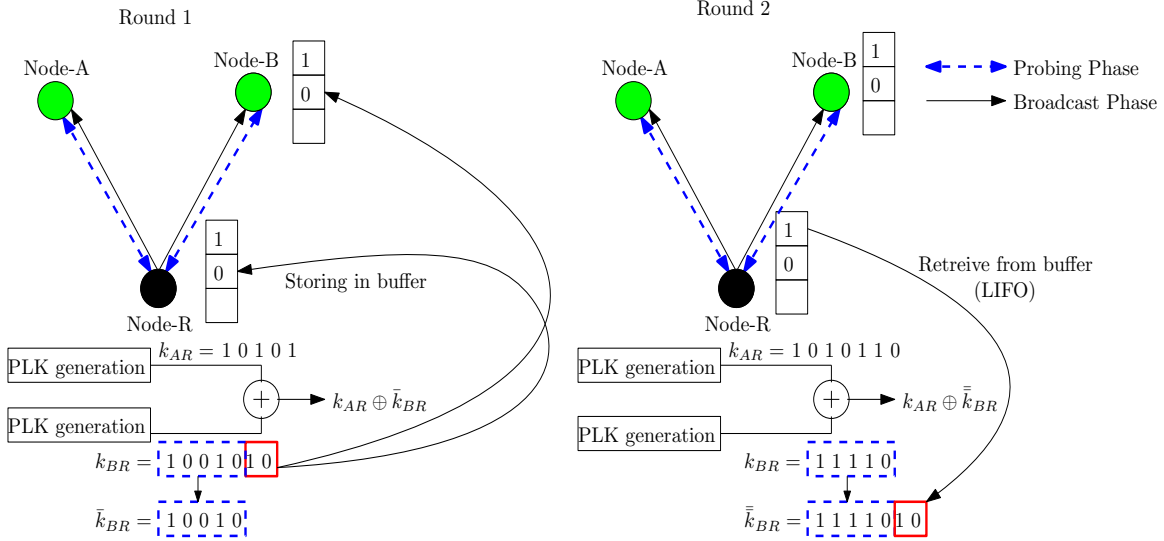 Round 1
Node-A
Node-B
1
0
1
0
Storing in buffer
Node-R
k_AR = 1 0 1 0 1
PLK generation
+
k_AR ⊕ k̄_BR
PLK generation
k_BR = 1 0 0 1 0 1 0
k̄_BR = 1 0 0 1 0
Round 2
Node-A
Node-B
1
0
Probing Phase
Broadcast Phase
1
0
Retreive from buffer
(LIFO)
Node-R
k_AR = 1 0 1 0 1 1 0
PLK generation
+
k_AR ⊕ k̿_BR
PLK generation
k_BR = 1 1 1 1 0
k̿_BR = 1 1 1 1 0 1 0